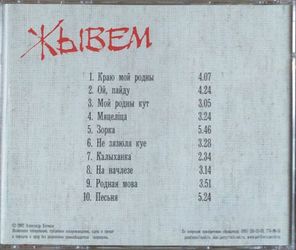 ЖЫВЕМ
1. Краю мой родны 4.07
2. Ой, пайду 4.24
3. Мой родны кут 3.05
4. Мяцеліца 3.24
5. Зорка 5.46
6. Не зязюля куе 3.28
7. Калыханка 2.34
8. На начлезе 3.14
9. Родная мова 3.51
10. Песьня 5.24